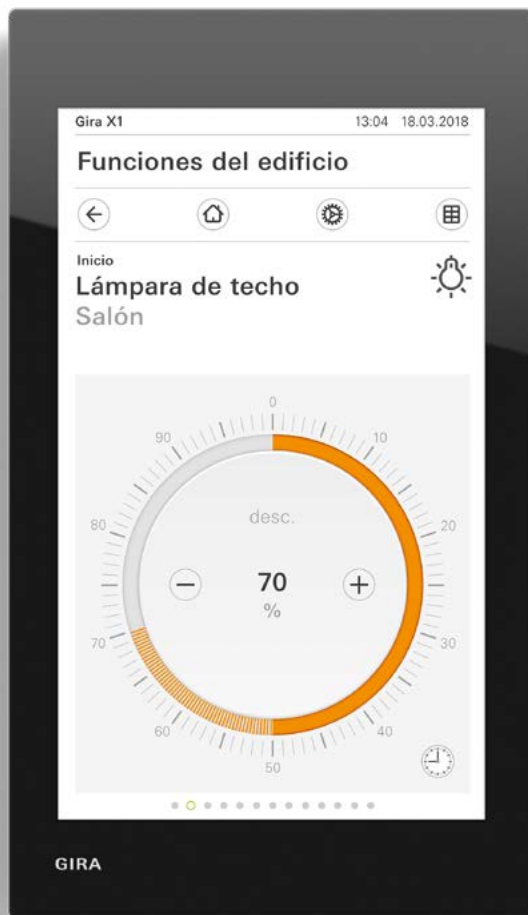 Gira X1 13:04 18.03.2018
Funciones del edificio
Inicio
Lámpara de techo
Salón
0
90 10
desc.
80 20
70
%
70 30
60 40
50
GIRA